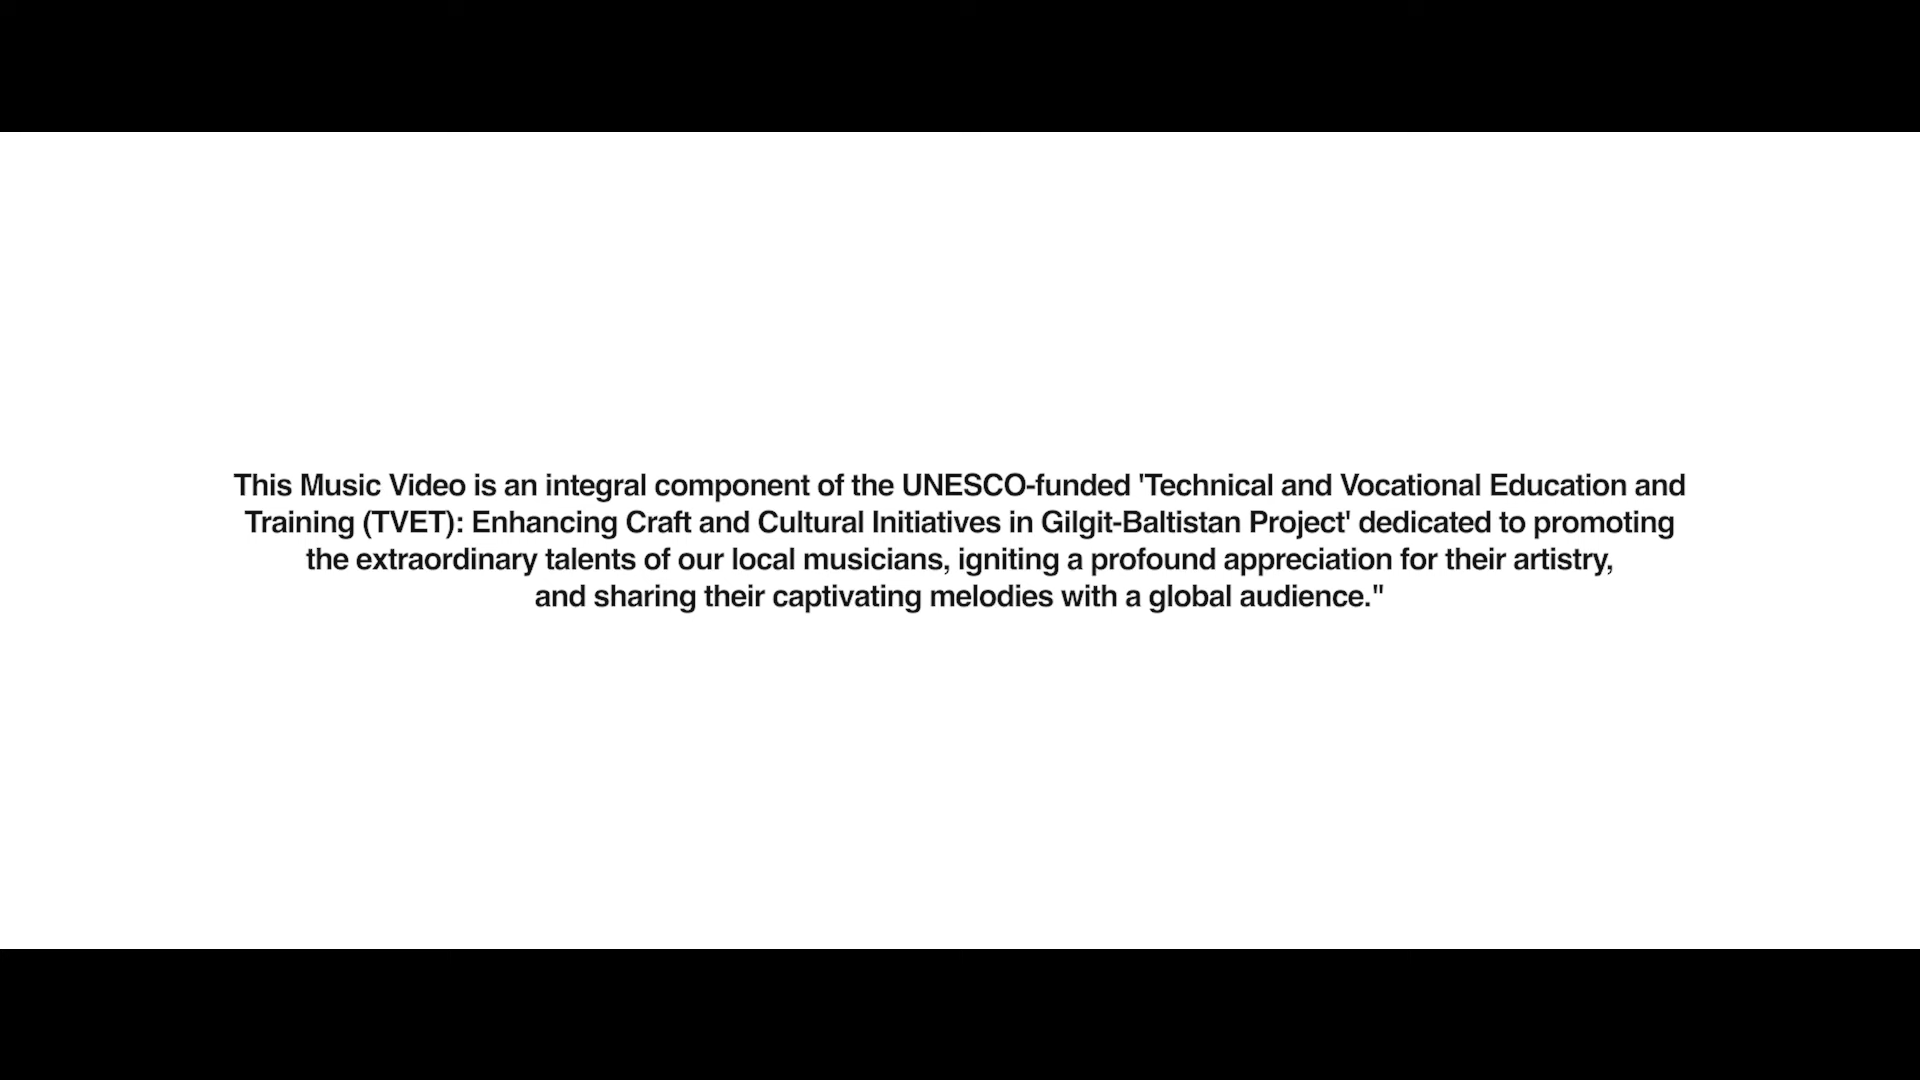 This Music Video is an integral component of the UNESCO-funded 'Technical and Vocational Education and
Training (TVET): Enhancing Craft and Cultural Initiatives in Gilgit-Baltistan Project' dedicated to promoting
the extraordinary talents of our local musicians, igniting a profound appreciation for their artistry,
and sharing their captivating melodies with a global audience."